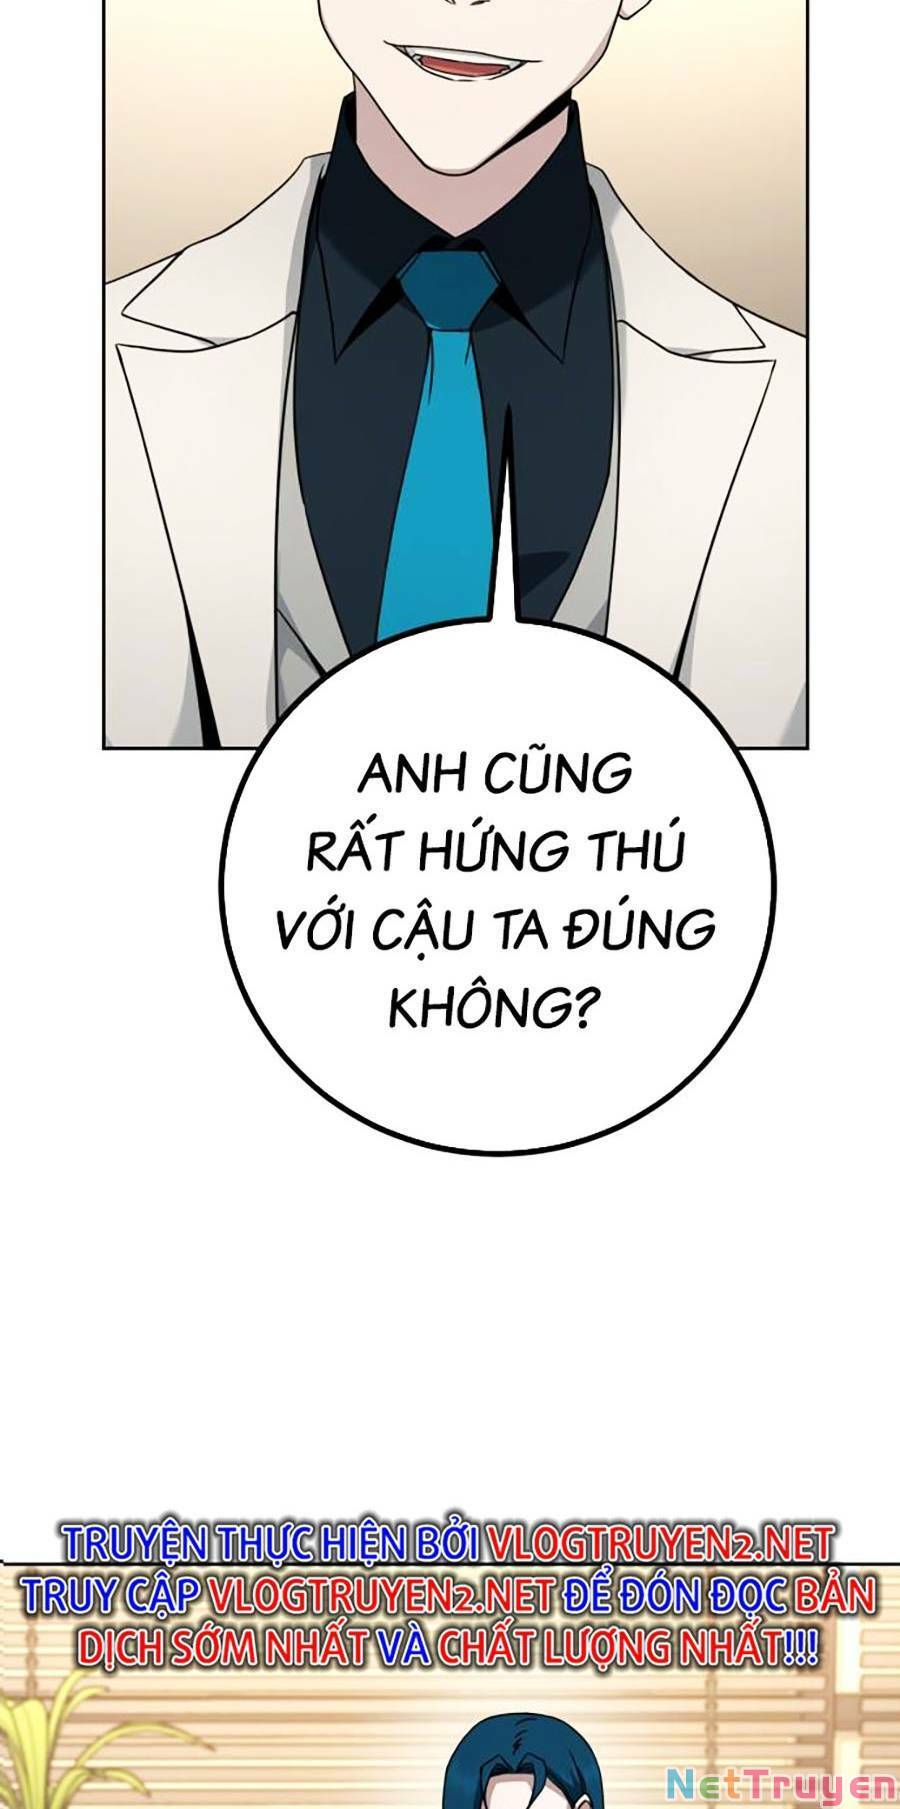 ANH CŨNG
RẤT HỨNG THÚ
VỚI CẬU TA ĐÚNG
KHÔNG?
TRUYỆN THỰC HIỆN BỞI VLOGTRUYEN2.NET
TRUY CẬP VLOGTRUYEN2.NET ĐỂ ĐÓN ĐỌC BẢN
DỊCH SỚM NHẤT VÀ CHẤT LƯỢNG NHẤT!!!
NetTruyen